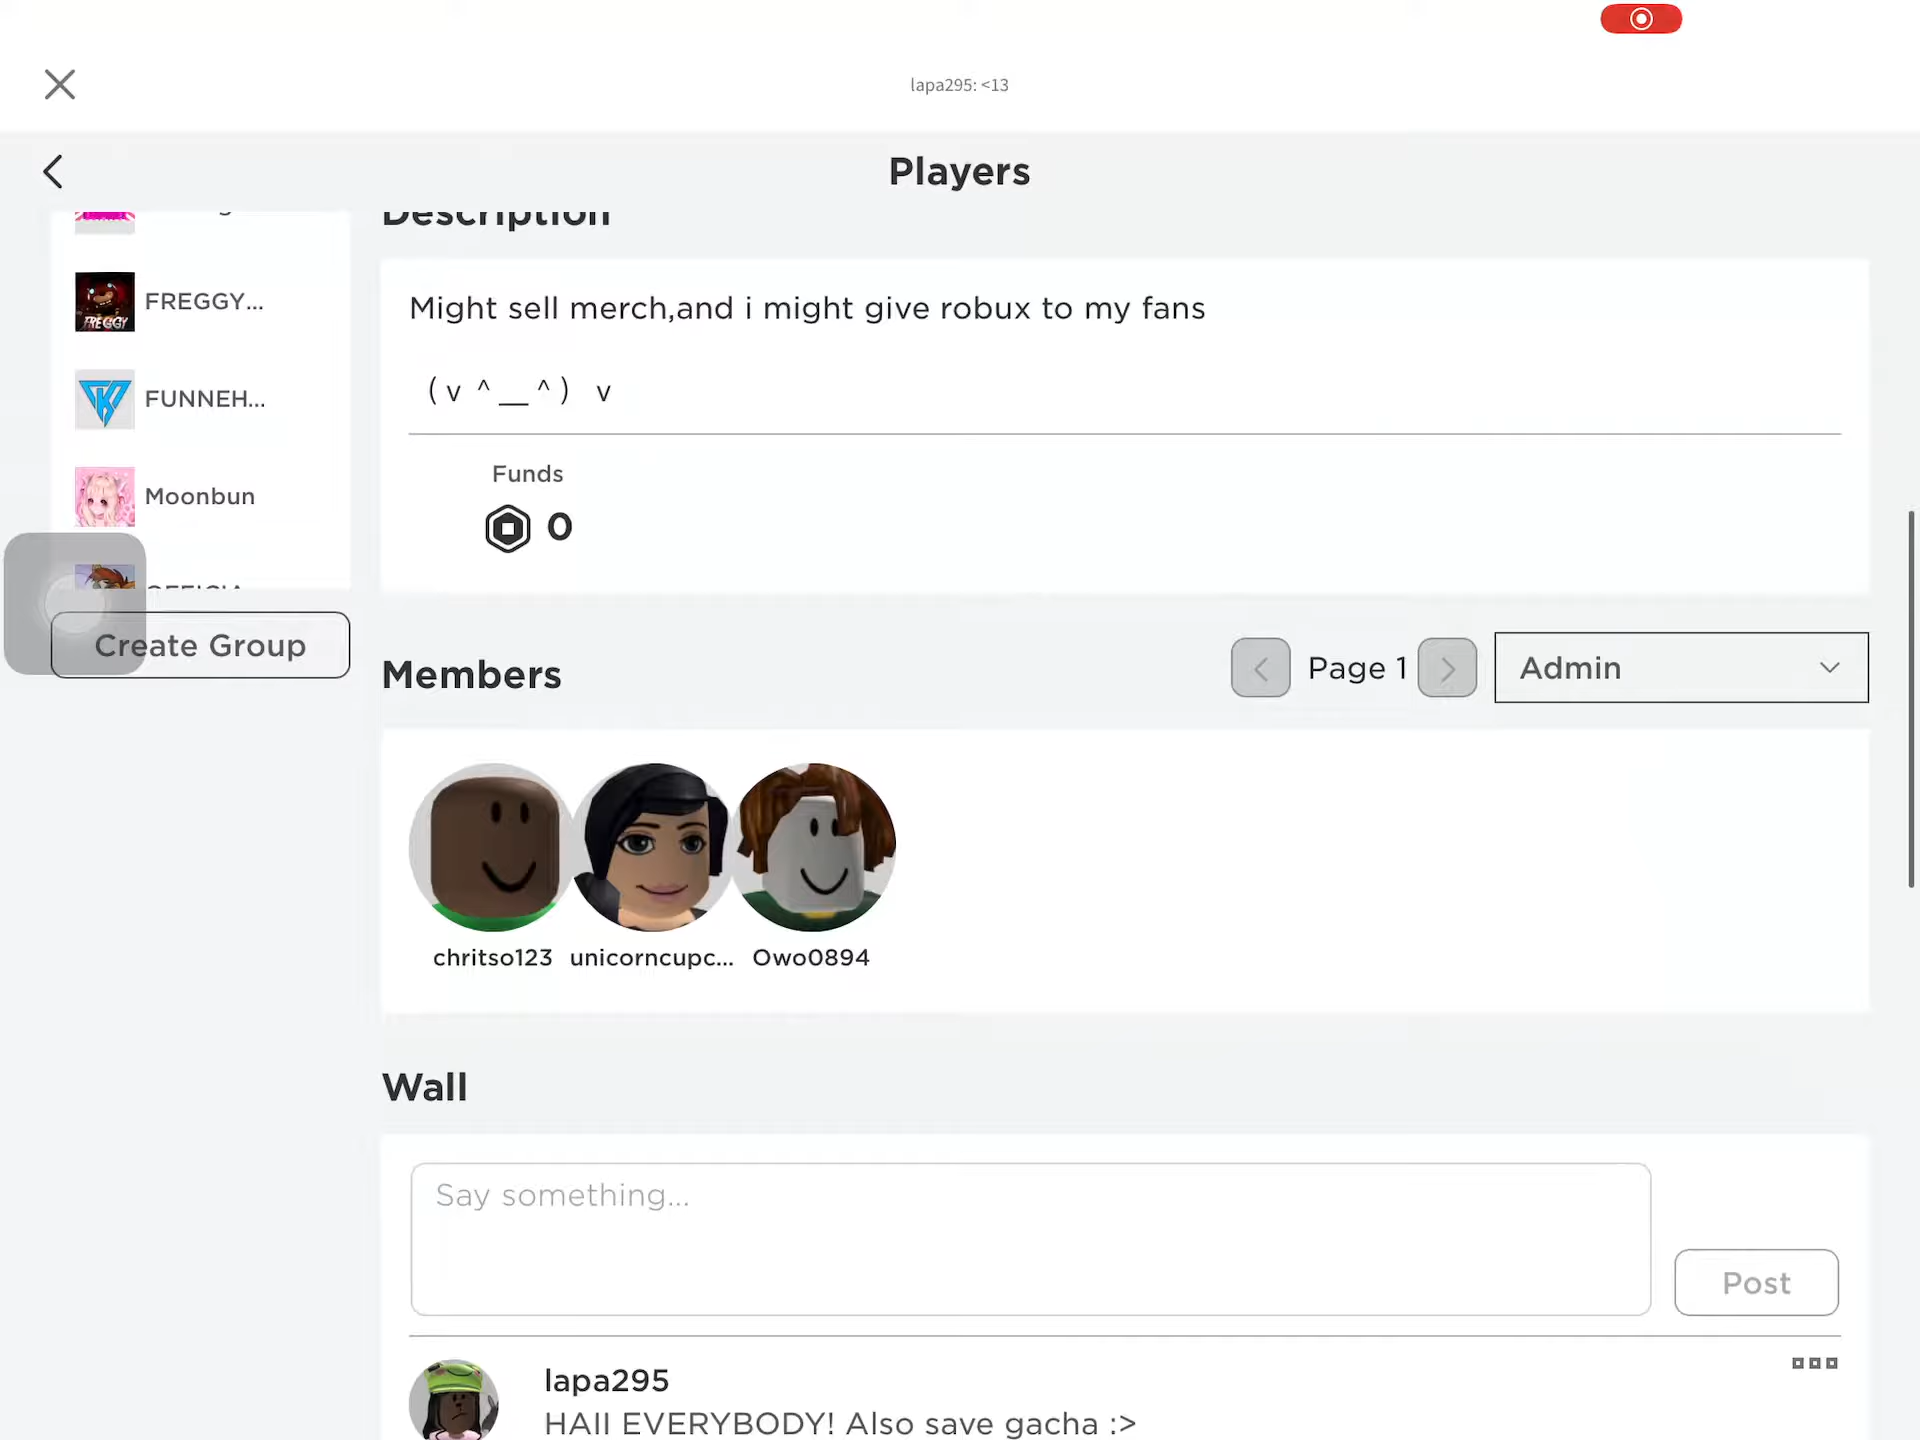 lapa295: <13
Players
Description
FREGGY...
FREGGY
FUNNEH...
Moonbun
Create Group
Might sell merch,and i might give robux to my fans
(v ^__^) v
Funds
0
Members
Page 1
Admin
chritso123 unicorncupc... Owo0894
Wall
Say something...
Post
lapa295
HAII EVERYBODY! Also save gacha :>